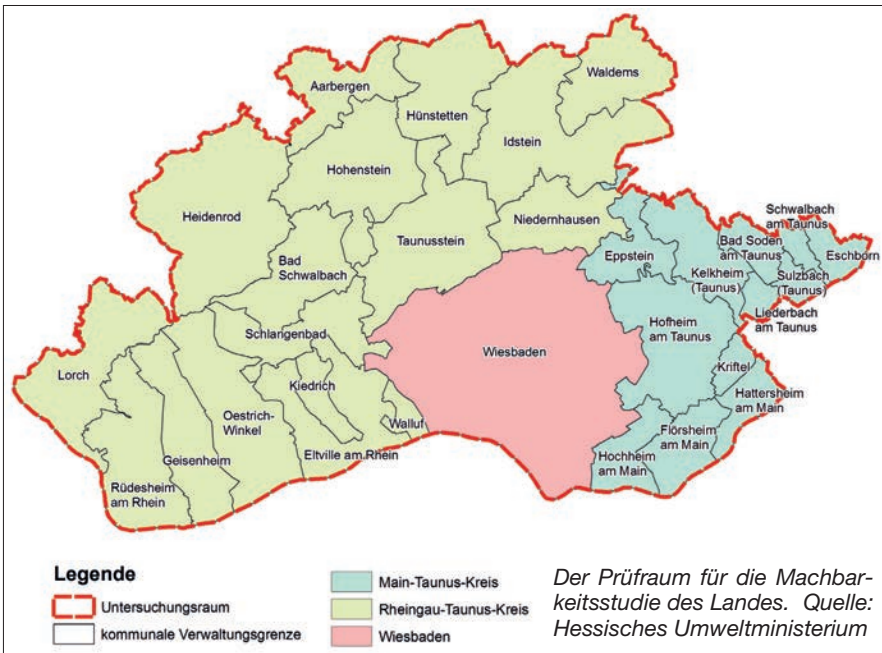 Aarbergen
Waldems
Hünstetten
Idstein
Hohenstein
Heidenrod
Niedernhausen
Taunusstein
Bad
Schwalbach
Eppstein
Schwalbach
am Taunus
Bad Soden
am Taunus
Eschborn
Kelkheim
(Taunus)
Sulzbach
(Taunus)
Liederbach
am Taunus
Schlangenbad
Hofheim
am Taunus
Wiesbaden
Lorch
Kiedrich
Kriftel
Hattersheim
am Main
Oestrich-
Winkel
Walluf
Flörsheim
am Main
Geisenheim
Eltville am Rhein
Hochheim
am Main
Rüdesheim
am Rhein
Legende
Untersuchungsraum
kommunale Verwaltungsgrenze
Main-Taunus-Kreis
Rheingau-Taunus-Kreis
Wiesbaden
Der Prüfraum für die Machbar-
keitsstudie des Landes. Quelle:
Hessisches Umweltministerium